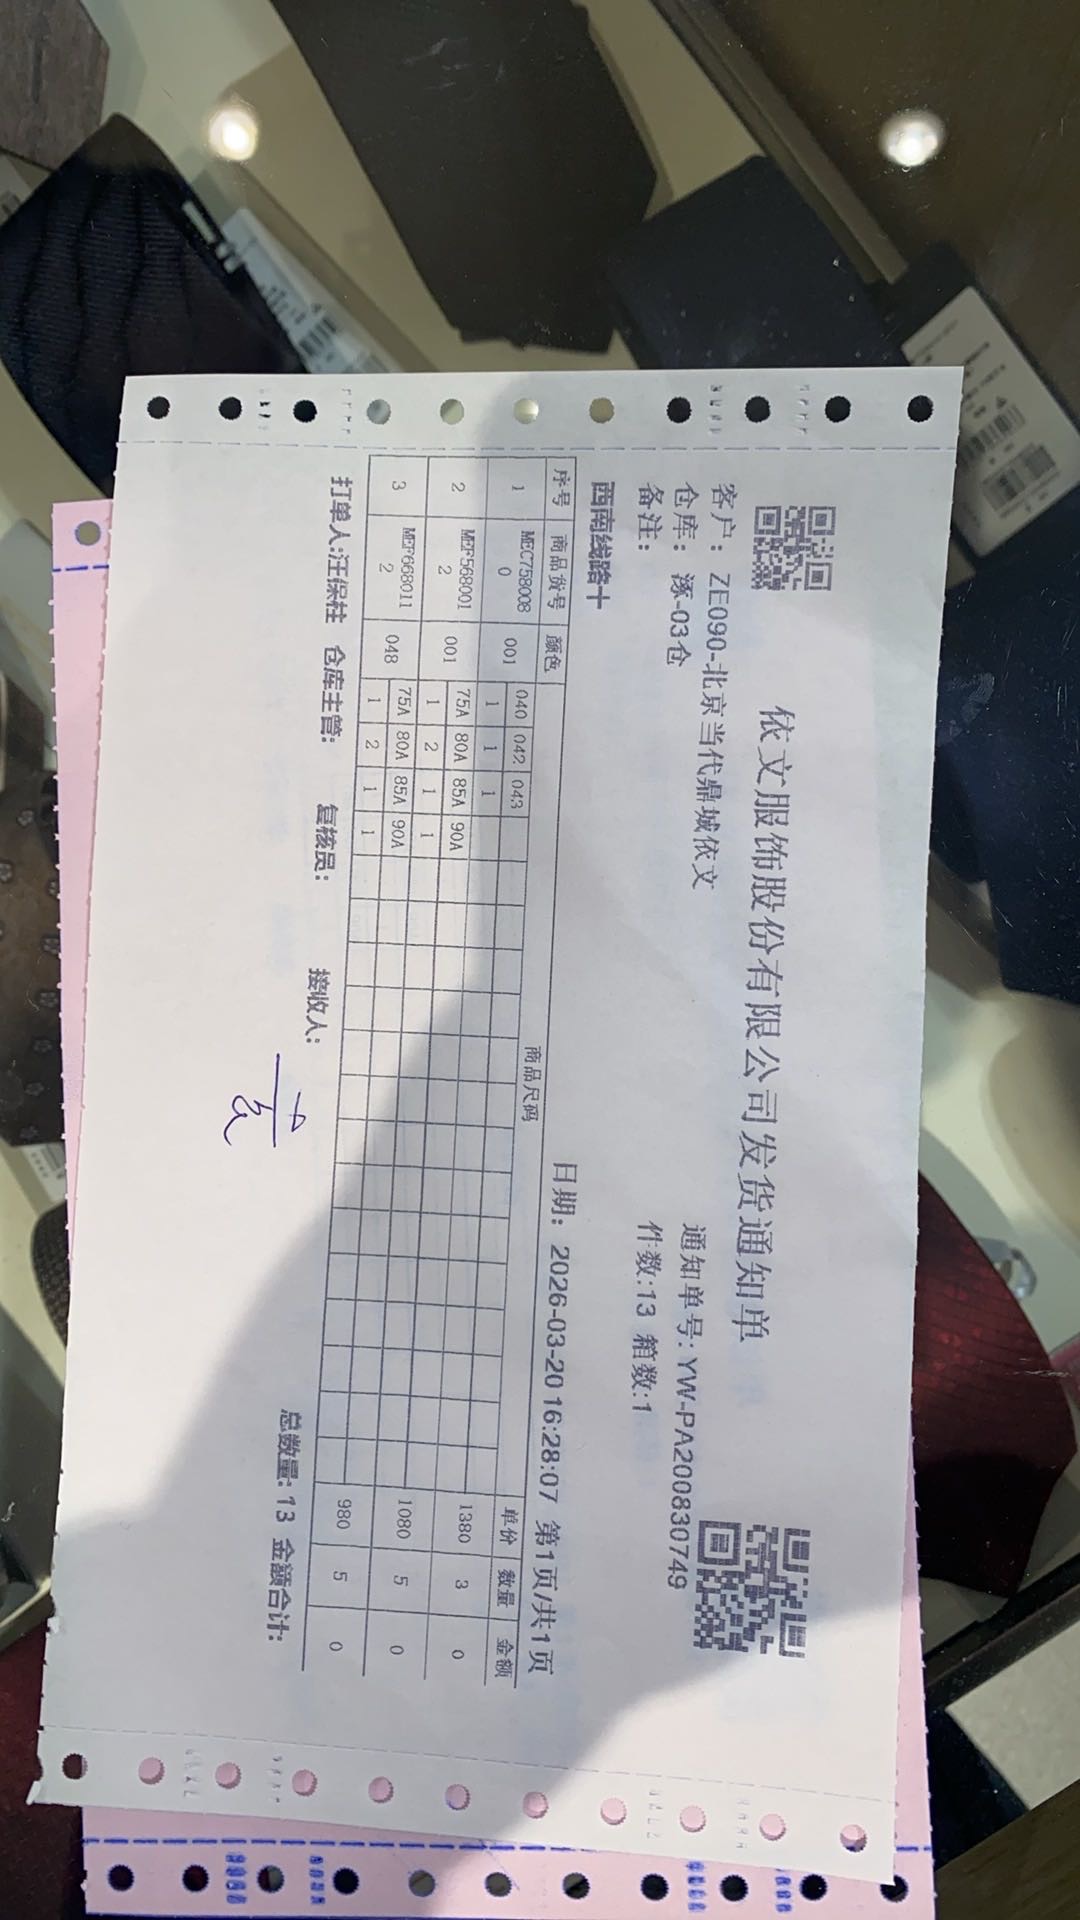 依文服饰股份有限公司发货通知单
客户：ZE090-北京当代鼎城依文
通知单号:YW-PA200830749
仓库：涿-03仓
件数:13 箱数:1
备注：
西南线路十
日期：2026-03-20 16:28:07 第1页/共1页
序号 商品货号 颜色 商品尺码 单价 数量 金额
1 MEC7580080 001 040 042 043 1380 3 0
1 1 1
2 MEF5680012 001 75A 80A 85A 90A 1080 5 0
1 2 1 1
3 MEF6680112 048 75A 80A 85A 90A 980 5 0
1 2 1 1
打单人:汪保柱 仓库主管: 复核员: 接收人: 总数量:13 金额合计: